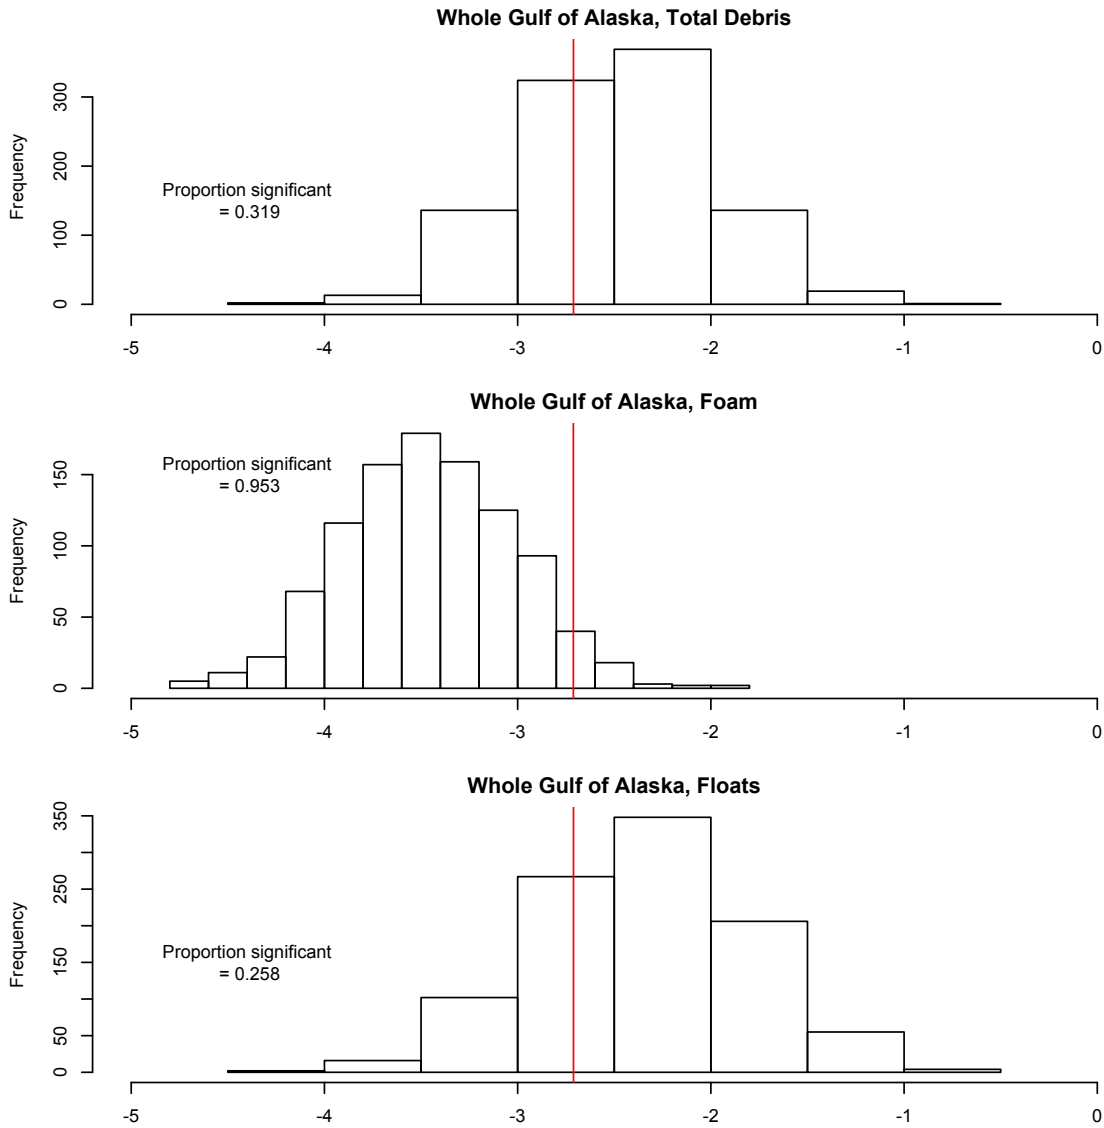 Whole Gulf of Alaska, Total Debris
Frequency
300
200
100
0
Proportion significant
= 0.319
-5 -4 -3 -2 -1 0
Whole Gulf of Alaska, Foam
Frequency
150
100
50
0
Proportion significant
= 0.953
-5 -4 -3 -2 -1 0
Whole Gulf of Alaska, Floats
Frequency
350
250
150
50
0
Proportion significant
= 0.258
-5 -4 -3 -2 -1 0